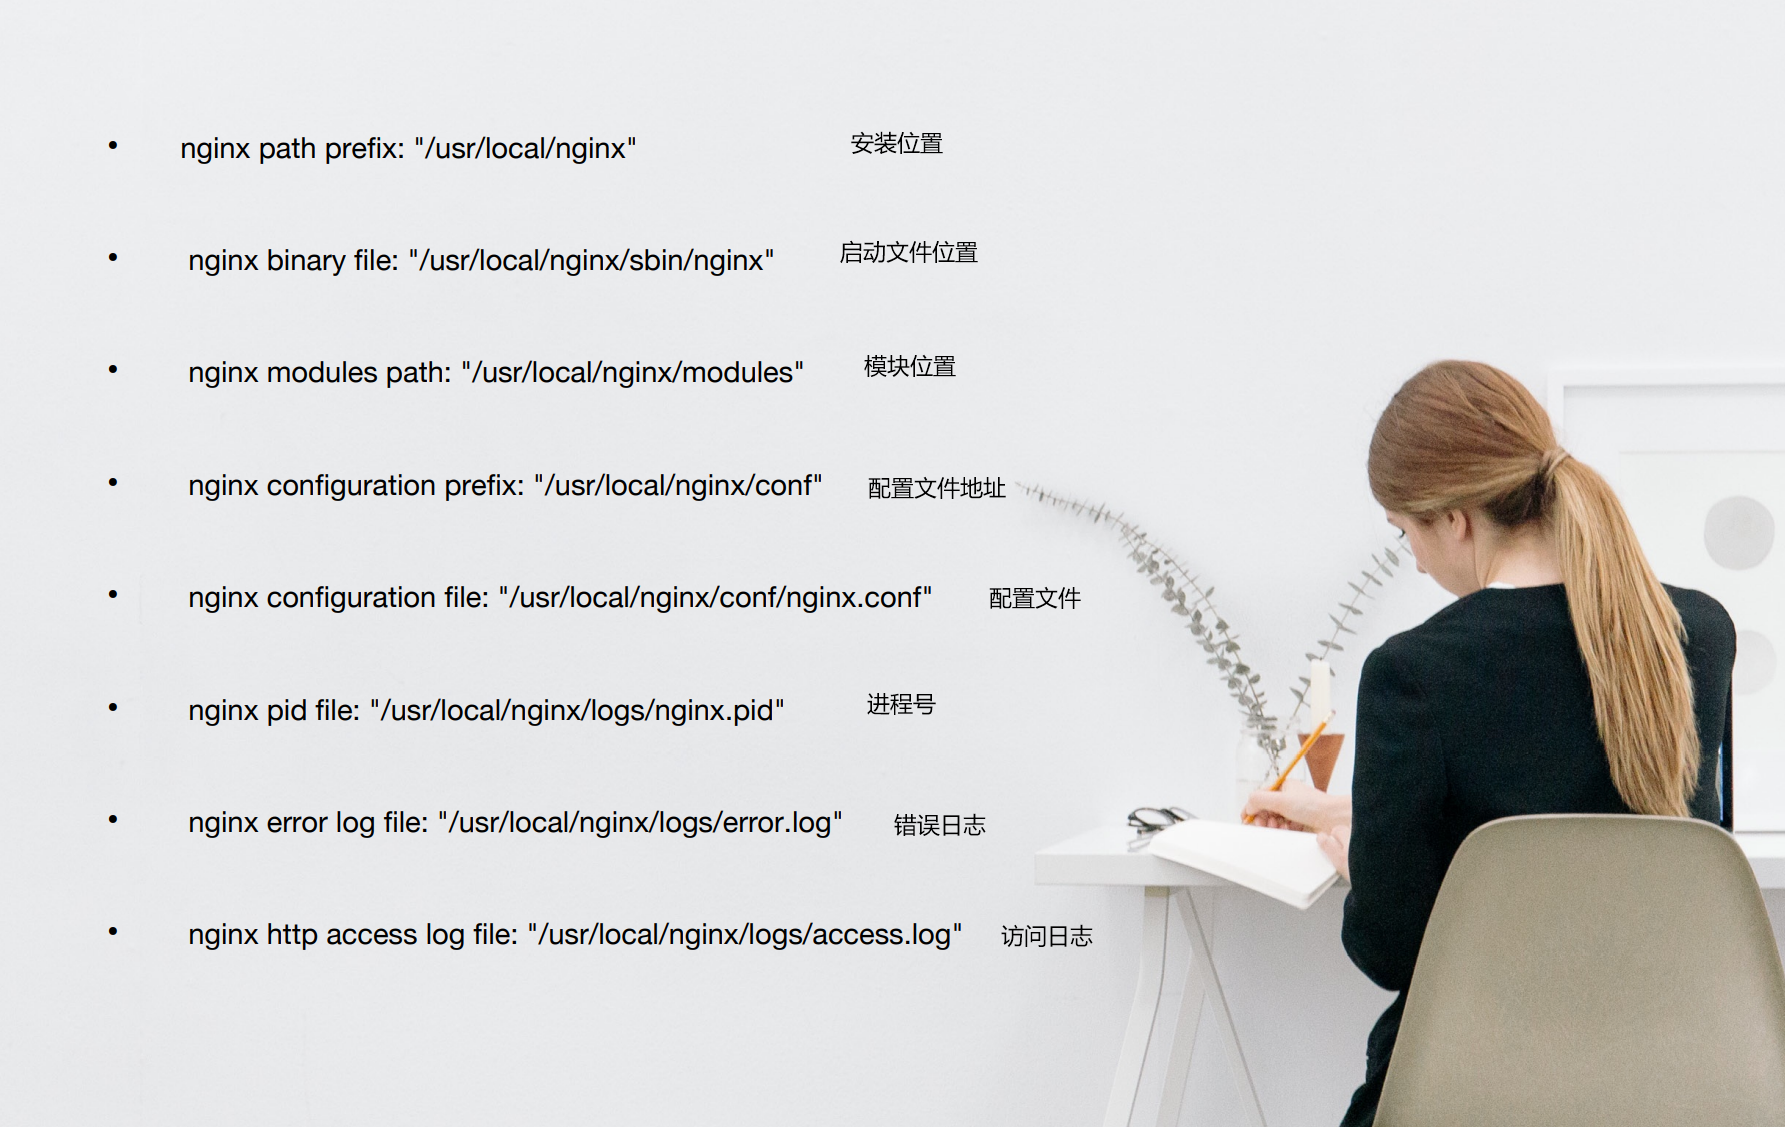 • nginx path prefix: "/usr/local/nginx" 安装位置
• nginx binary file: "/usr/local/nginx/sbin/nginx" 启动文件位置
• nginx modules path: "/usr/local/nginx/modules" 模块位置
• nginx configuration prefix: "/usr/local/nginx/conf" 配置文件地址
• nginx configuration file: "/usr/local/nginx/conf/nginx.conf" 配置文件
• nginx pid file: "/usr/local/nginx/logs/nginx.pid" 进程号
• nginx error log file: "/usr/local/nginx/logs/error.log" 错误日志
• nginx http access log file: "/usr/local/nginx/logs/access.log" 访问日志